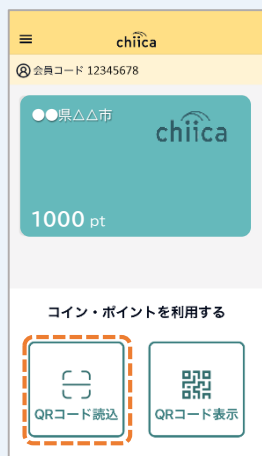 chiica
会員コード 12345678
●●県△△市
chiica
1000 pt
コイン・ポイントを利用する
QRコード読込
QRコード表示